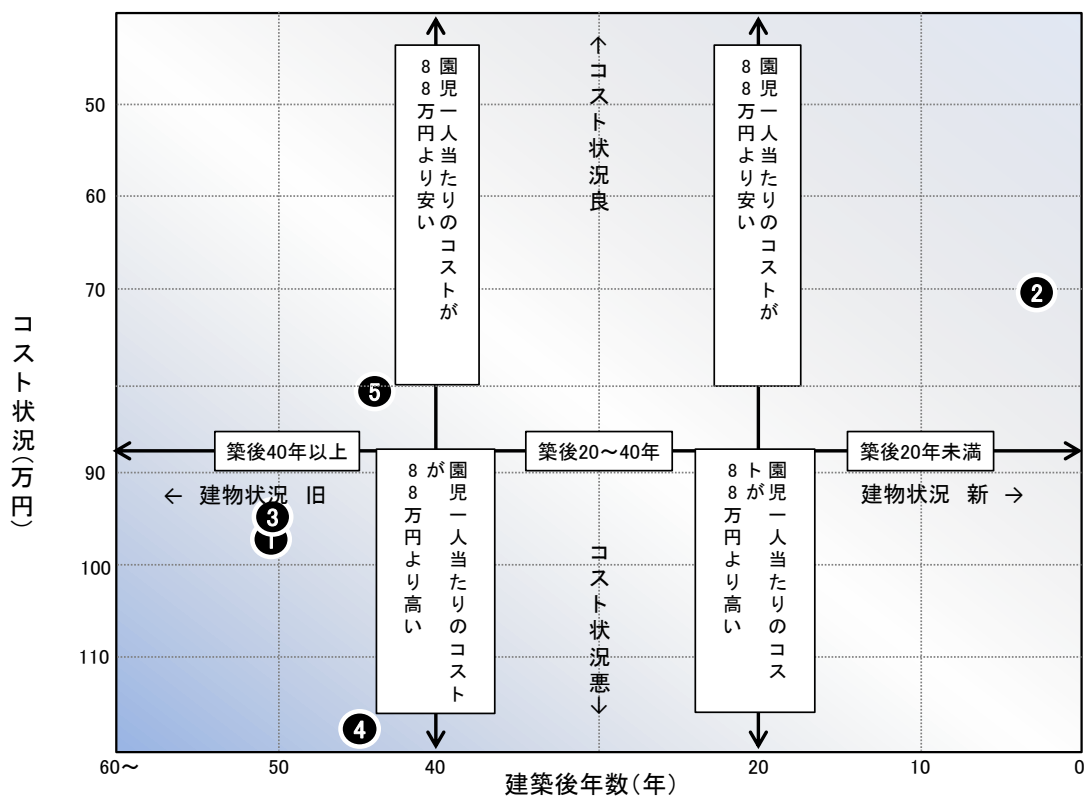 コスト状況(万円)
50
60
70
90
100
110
60～
50
40
20
10
0
建築後年数(年)
園児一人当たりのコストが
88万円より安い
↑コスト状況良
園児一人当たりのコストが
88万円より安い
2
5
築後40年以上
築後20～40年
築後20年未満
← 建物状況 旧
建物状況 新 →
3
1
園児一人当たりのコスト
が
88万円より高い
コスト状況悪↓
園児一人当たりのコス
トが
88万円より高い
4